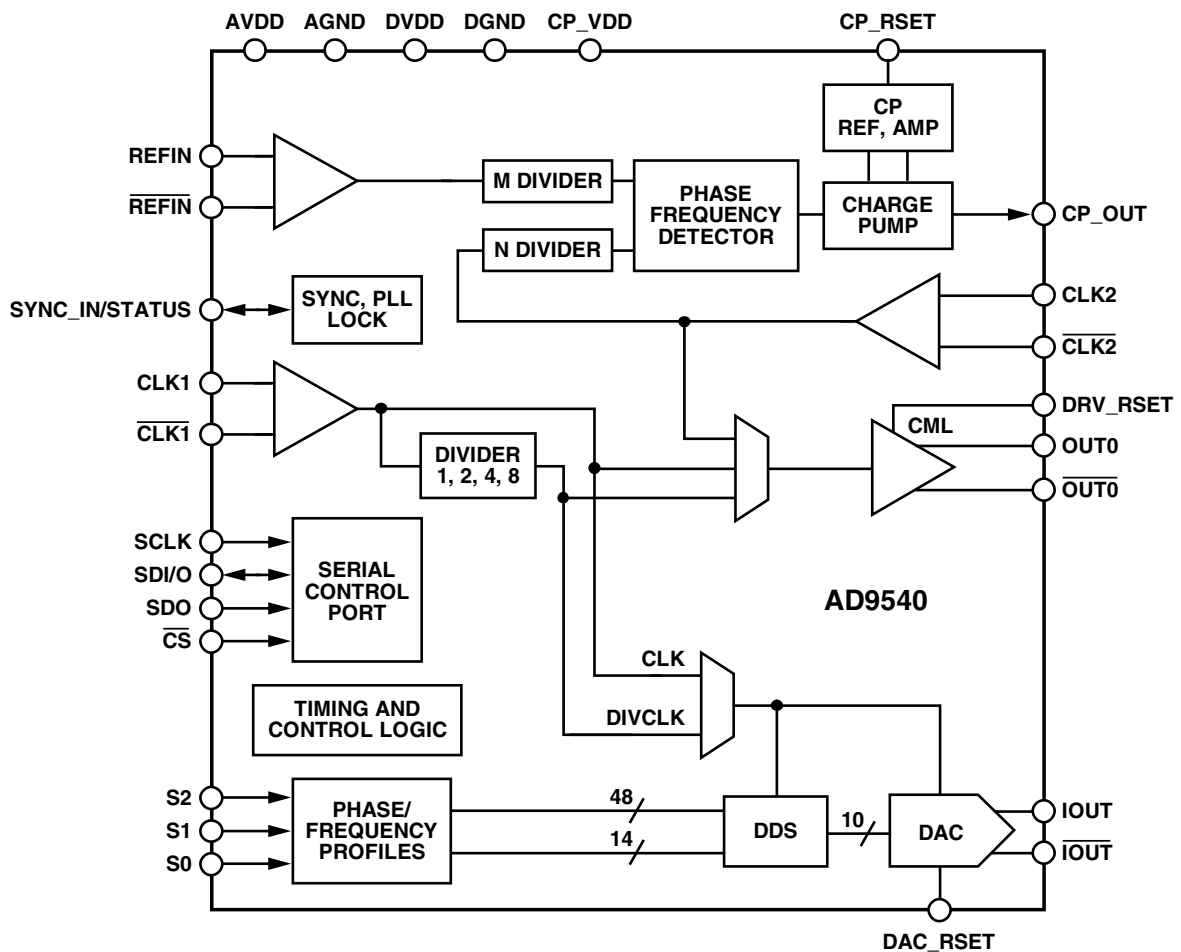 AVDD AGND DVDD DGND CP_VDD CP_RSET
CP
REF, AMP
REFIN
REFIN
M DIVIDER
N DIVIDER
PHASE
FREQUENCY
DETECTOR
CHARGE
PUMP
CP_OUT
SYNC_IN/STATUS
SYNC, PLL
LOCK
CLK2
CLK2
CLK1
CLK1
DIVIDER
1, 2, 4, 8
CML
DRV_RSET
OUT0
OUT0
SCLK
SDI/O
SDO
CS
SERIAL
CONTROL
PORT
AD9540
TIMING AND
CONTROL LOGIC
CLK
DIVCLK
S2
S1
S0
PHASE/
FREQUENCY
PROFILES
48
14
DDS
10
DAC
IOUT
IOUT
DAC_RSET